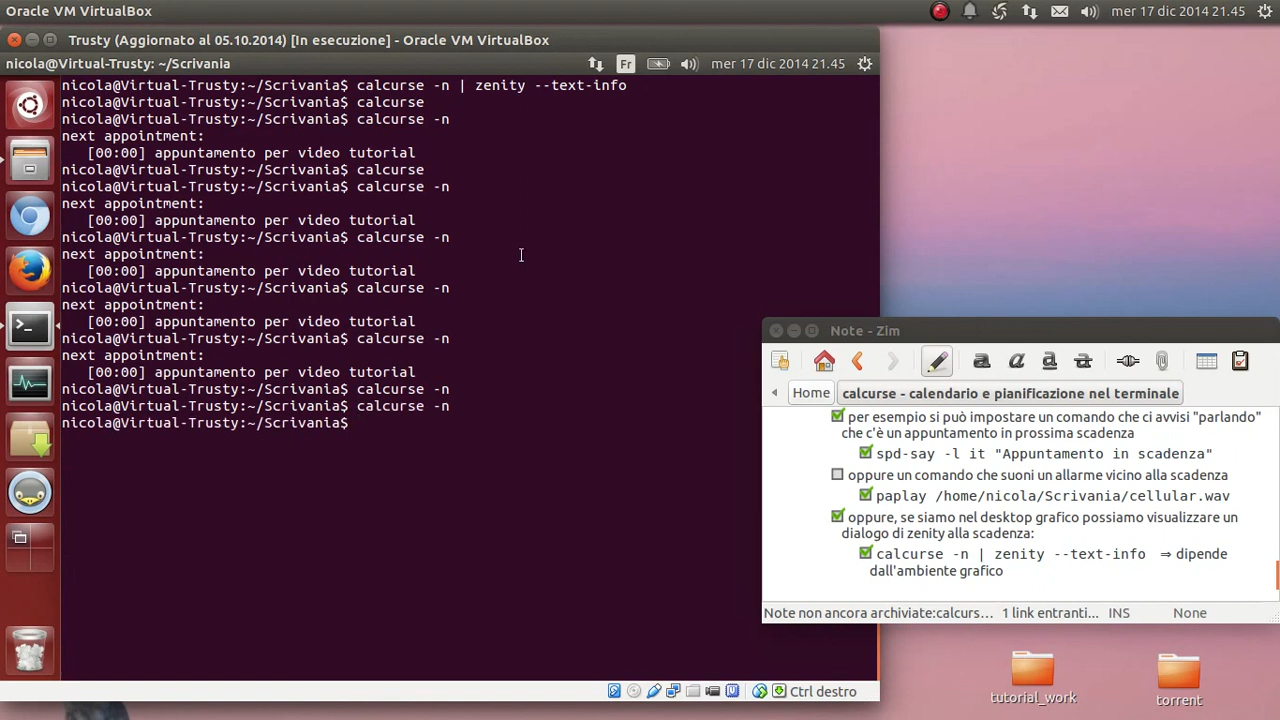 Oracle VM VirtualBox
mer 17 dic 2014 21.45
Trusty (Aggiornato al 05.10.2014) [In esecuzione] - Oracle VM VirtualBox
nicola@Virtual-Trusty: ~/Scrivania
Fr
mer 17 dic 2014 21.45
nicola@Virtual-Trusty:~/Scrivania$ calcurse -n | zenity --text-info
nicola@Virtual-Trusty:~/Scrivania$ calcurse
nicola@Virtual-Trusty:~/Scrivania$ calcurse -n
next appointment:
[00:00] appuntamento per video tutorial
nicola@Virtual-Trusty:~/Scrivania$ calcurse
nicola@Virtual-Trusty:~/Scrivania$ calcurse -n
next appointment:
[00:00] appuntamento per video tutorial
nicola@Virtual-Trusty:~/Scrivania$ calcurse -n
next appointment:
[00:00] appuntamento per video tutorial
nicola@Virtual-Trusty:~/Scrivania$ calcurse -n
next appointment:
[00:00] appuntamento per video tutorial
nicola@Virtual-Trusty:~/Scrivania$ calcurse -n
next appointment:
[00:00] appuntamento per video tutorial
nicola@Virtual-Trusty:~/Scrivania$ calcurse -n
nicola@Virtual-Trusty:~/Scrivania$ calcurse -n
nicola@Virtual-Trusty:~/Scrivania$
Ctrl destro
Note - Zim
Home
calcurse - calendario e pianificazione nel terminale
per esempio si può impostare un comando che ci avvisi "parlando"
che c'è un appuntamento in prossima scadenza
spd-say -l it "Appuntamento in scadenza"
oppure un comando che suoni un allarme vicino alla scadenza
paplay /home/nicola/Scrivania/cellular.wav
oppure, se siamo nel desktop grafico possiamo visualizzare un
dialogo di zenity alla scadenza:
calcurse -n | zenity --text-info ⇒ dipende
dall'ambiente grafico
Note non ancora archiviate:calcurs…
1 link entranti...
INS
None
tutorial_work
torrent